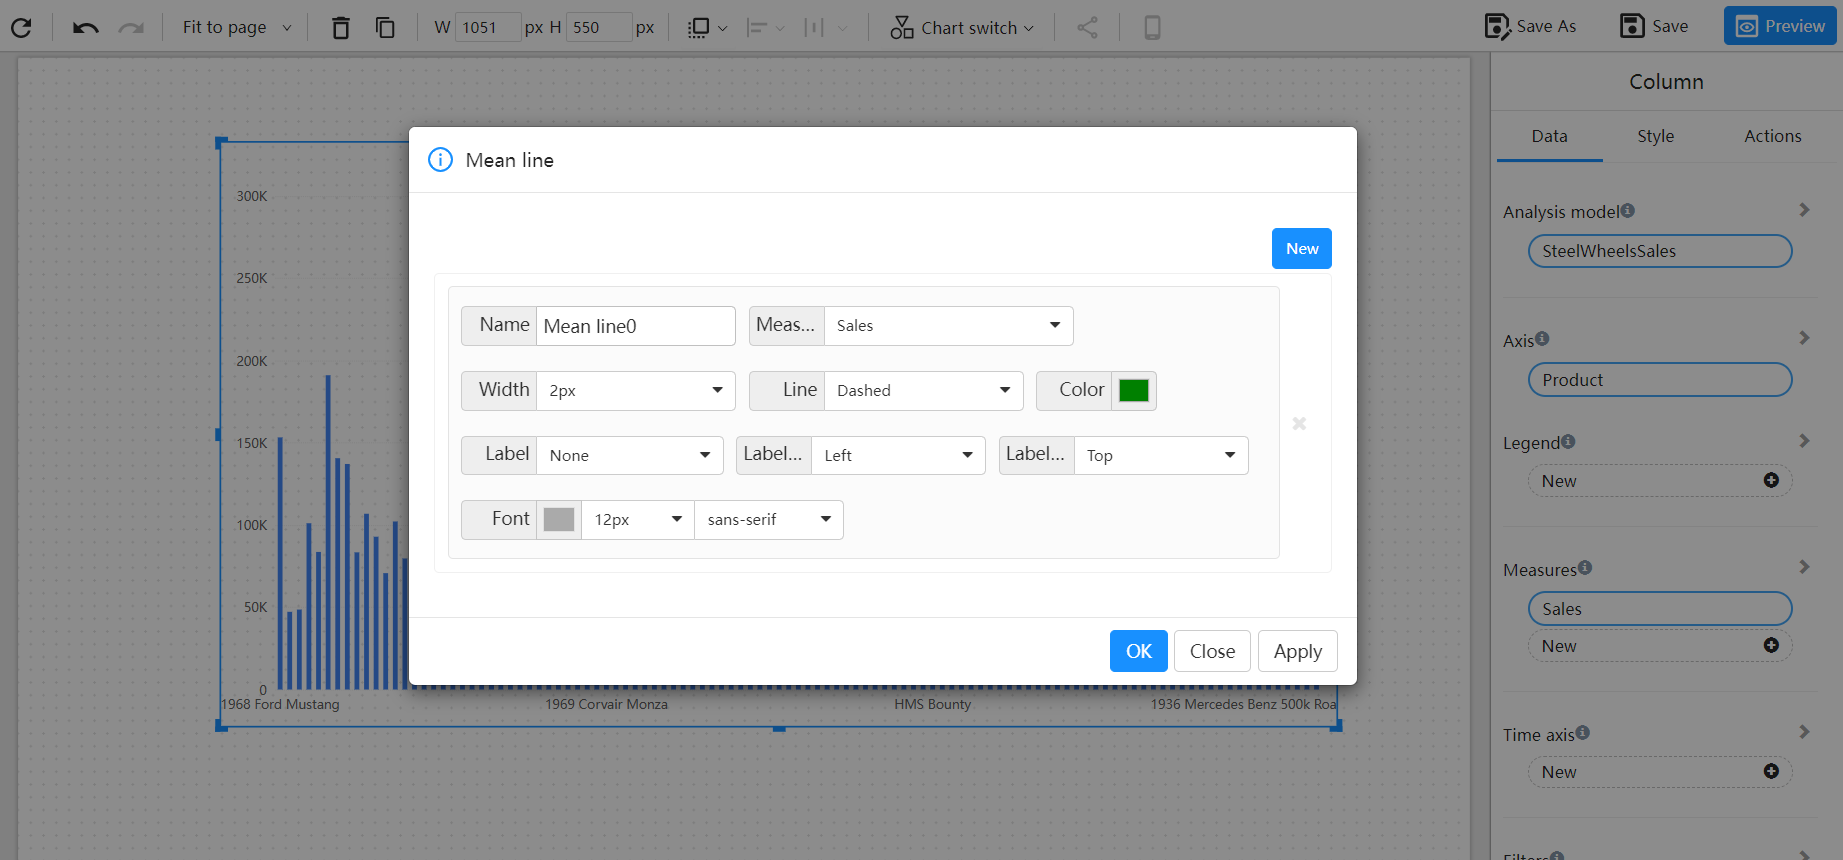 Fit to page
W 1051 px H 550 px
Chart switch
Save As
Save
Preview
Column
Data Style Actions
Analysis model
SteelWheelsSales
Axis
Product
Legend
New
Measures
Sales
New
Time axis
New
Filters
300K
250K
200K
150K
100K
50K
0
1968 Ford Mustang
1969 Corvair Monza
HMS Bounty
1936 Mercedes Benz 500k Roa
Mean line
New
Name Mean line0 Meas... Sales
Width 2px Line Dashed Color
Label None Label... Left Label... Top
Font 12px sans-serif
OK Close Apply